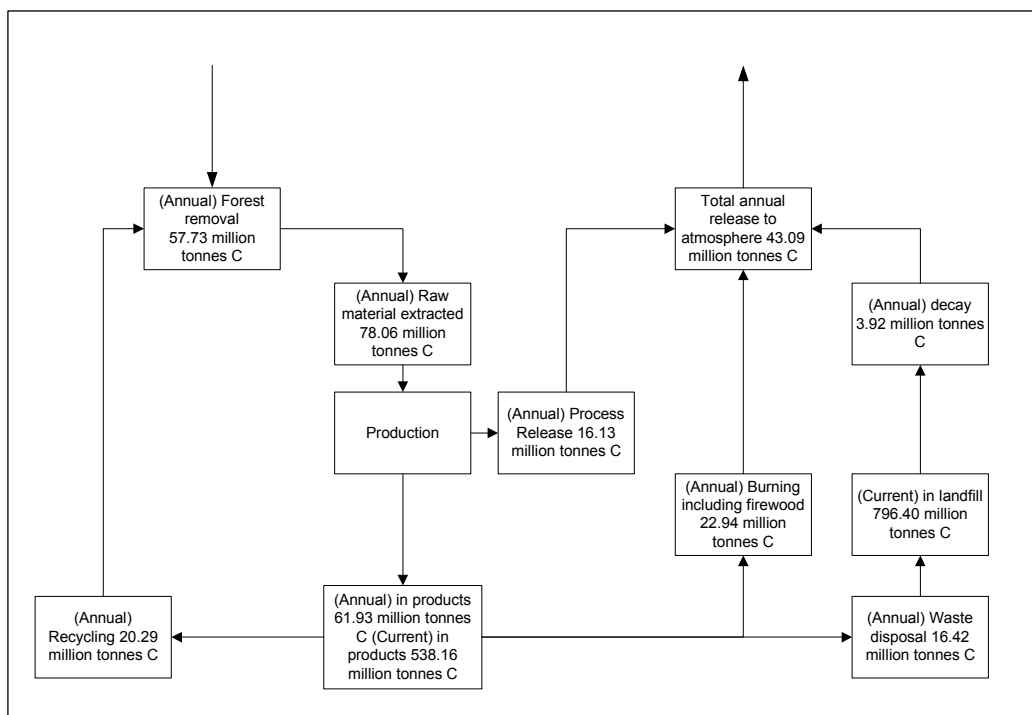 (Annual) Forest
removal
57.73 million
tonnes C
Total annual
release to
atmosphere 43.09
million tonnes C
(Annual) Raw
material extracted
78.06 million
tonnes C
(Annual) decay
3.92 million tonnes
C
Production
(Annual) Process
Release 16.13
million tonnes C
(Annual) Burning
including firewood
22.94 million
tonnes C
(Current) in landfill
796.40 million
tonnes C
(Annual)
Recycling 20.29
million tonnes C
(Annual) in products
61.93 million tonnes
C (Current) in
products 538.16
million tonnes C
(Annual) Waste
disposal 16.42
million tonnes C